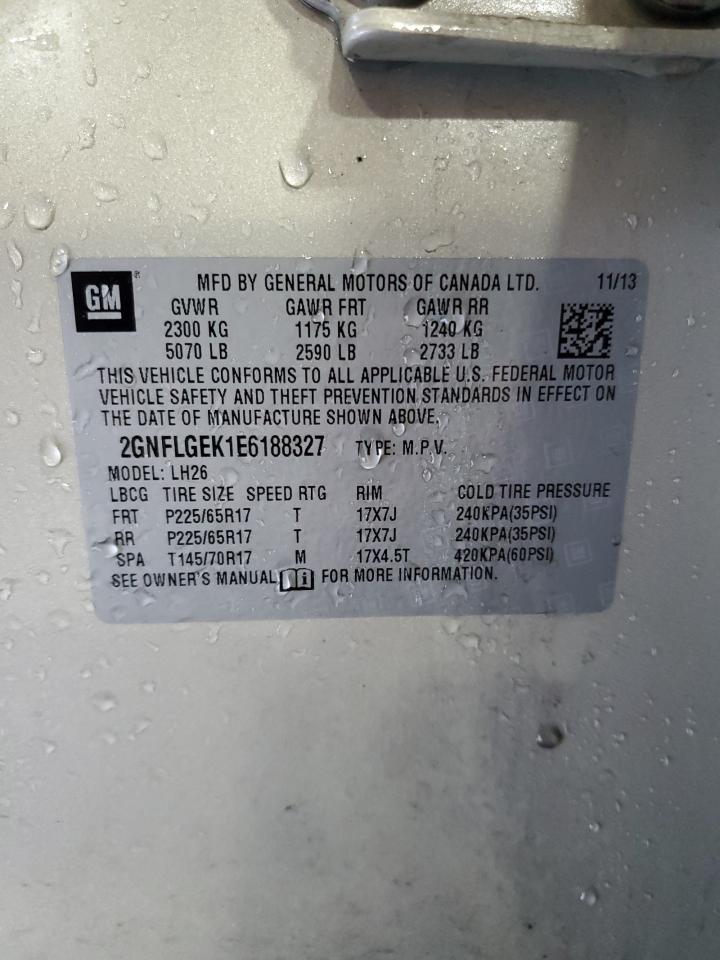 GM ® MFD BY GENERAL MOTORS OF CANADA LTD. 11/13
GVWR GAWR FRT GAWR RR
2300 KG 1175 KG 1240 KG
5070 LB 2590 LB 2733 LB
THIS VEHICLE CONFORMS TO ALL APPLICABLE U.S. FEDERAL MOTOR
VEHICLE SAFETY AND THEFT PREVENTION STANDARDS IN EFFECT ON
THE DATE OF MANUFACTURE SHOWN ABOVE.
2GNFLGEK1E6188327 TYPE: M.P.V.
MODEL: LH26
LBCG TIRE SIZE SPEED RTG RIM COLD TIRE PRESSURE
FRT P225/65R17 T 17X7J 240KPA(35PSI)
RR P225/65R17 T 17X7J 240KPA(35PSI)
SPA T145/70R17 M 17X4.5T 420KPA(60PSI)
SEE OWNER'S MANUAL FOR MORE INFORMATION.